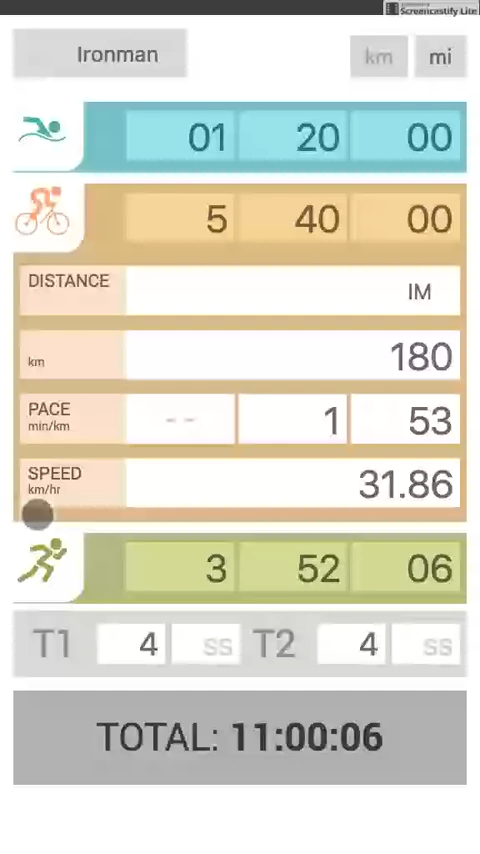 Screencastify Lite
Ironman
km mi
01 20 00
5 40 00
DISTANCE IM
km 180
PACE
min/km -- 1 53
SPEED
km/hr 31.86
3 52 06
T1 4 ss T2 4 ss
TOTAL: 11:00:06